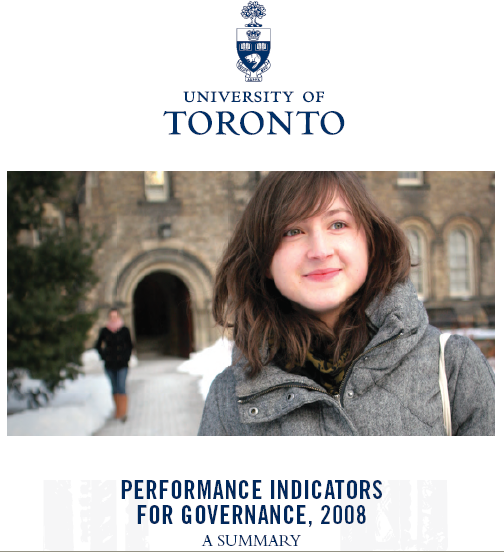 UNIVERSITY OF
TORONTO
PERFORMANCE INDICATORS
FOR GOVERNANCE, 2008
A SUMMARY